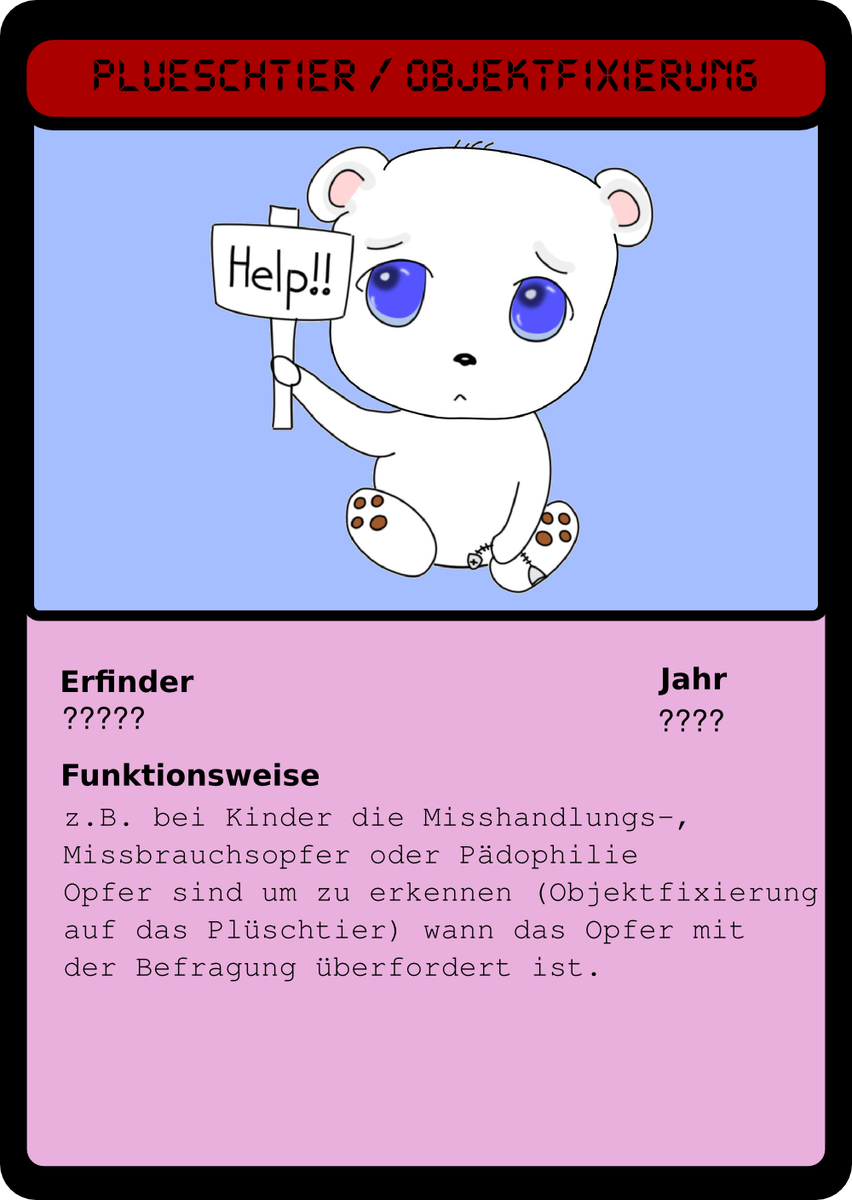 PLUESCHTIER / OBJEKTFIXIERUNG
Help!!
Erfinder
?????
Jahr
????
Funktionsweise
z.B. bei Kinder die Misshandlungs-,
Missbrauchsopfer oder Pädophilie
Opfer sind um zu erkennen (Objektfixierung
auf das Plüschtier) wann das Opfer mit
der Befragung überfordert ist.